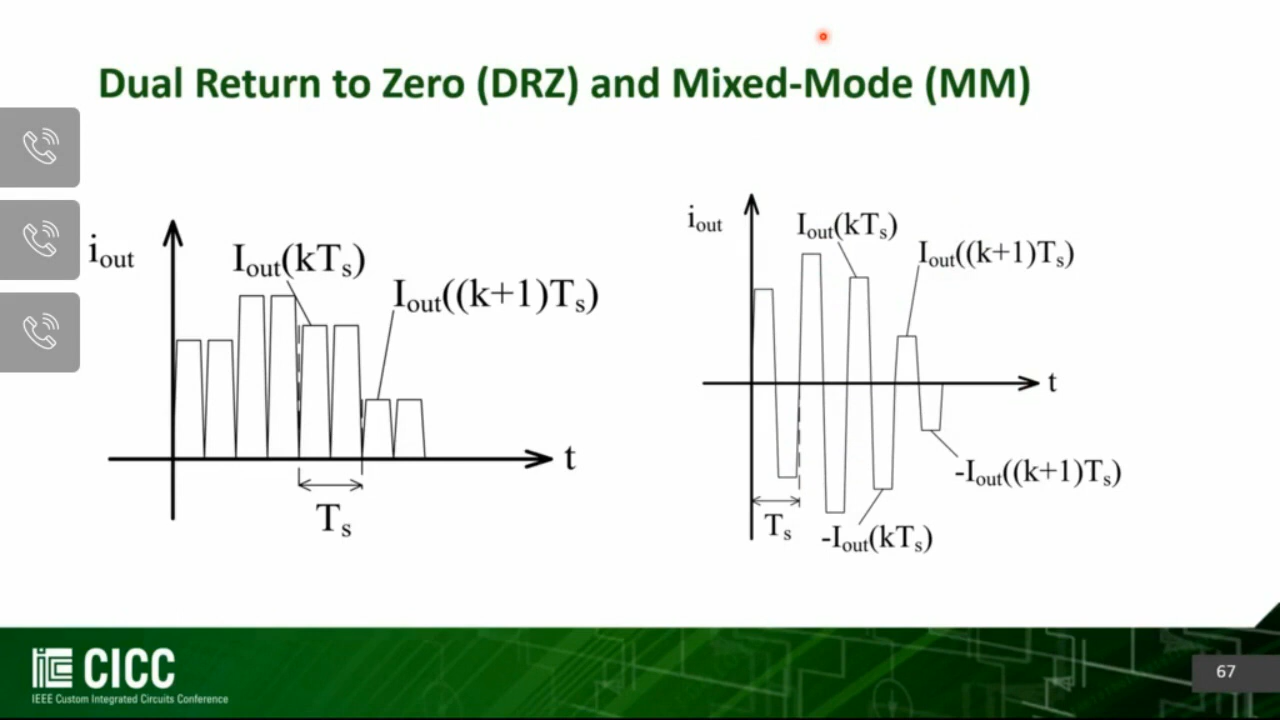 Dual Return to Zero (DRZ) and Mixed-Mode (MM)
iout
Iout(kTs)
Iout((k+1)Ts)
t
Ts
iout
Iout(kTs)
Iout((k+1)Ts)
t
-Iout((k+1)Ts)
Ts
-Iout(kTs)
CICC
IEEE Custom Integrated Circuits Conference
67